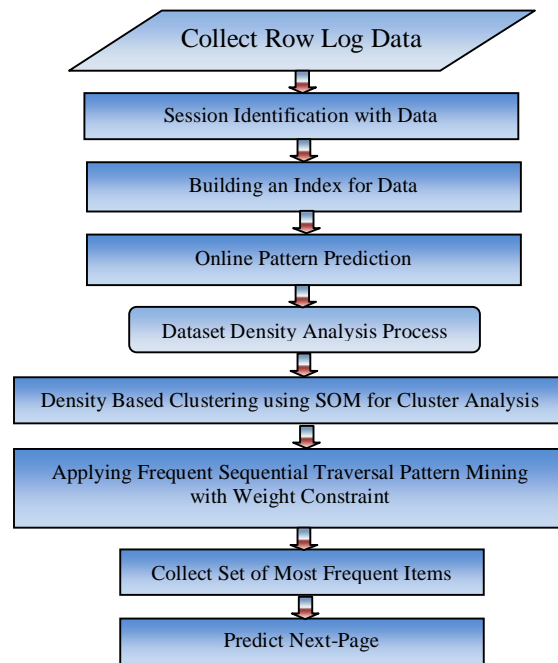 Collect Row Log Data
Session Identification with Data
Building an Index for Data
Online Pattern Prediction
Dataset Density Analysis Process
Density Based Clustering using SOM for Cluster Analysis
Applying Frequent Sequential Traversal Pattern Mining
with Weight Constraint
Collect Set of Most Frequent Items
Predict Next-Page